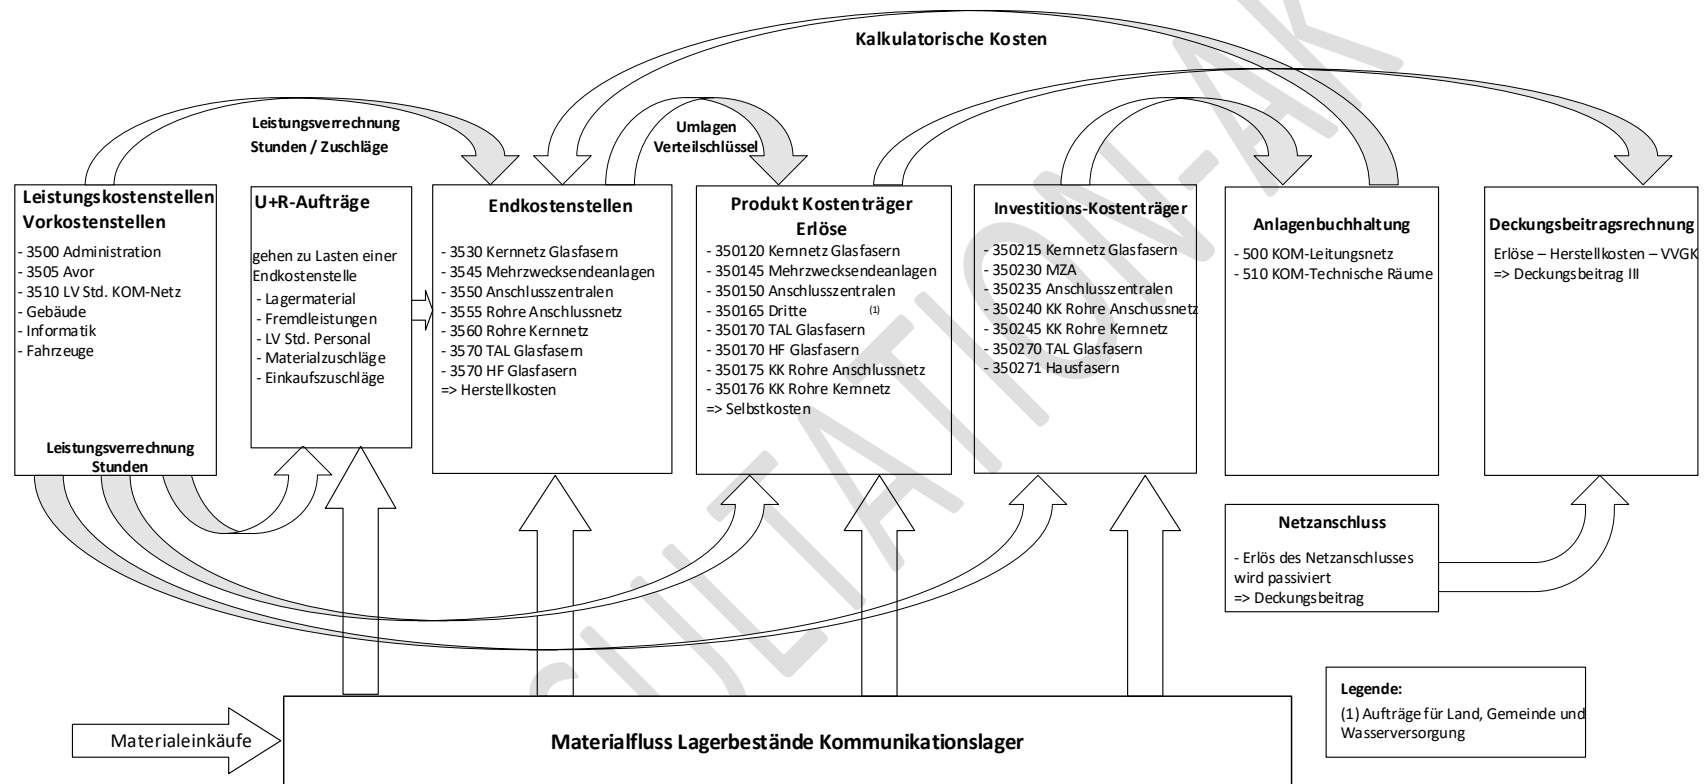 Kalkulatorische Kosten
Leistungsverrechnung
Stunden / Zuschläge
Umlagen
Verteilschlüssel
Leistungskostenstellen
Vorkostenstellen
- 3500 Administration
- 3505 Avor
- 3510 LV Std. KOM-Netz
- Gebäude
- Informatik
- Fahrzeuge
Leistungsverrechnung
Stunden
U+R-Aufträge
gehen zu Lasten einer
Endkostenstelle
- Lagermaterial
- Fremdleistungen
- LV Std. Personal
- Materialzuschläge
- Einkaufszuschläge
Endkostenstellen
- 3530 Kernnetz Glasfasern
- 3545 Mehrzwecksendeanlagen
- 3550 Anschlusszentralen
- 3555 Rohre Anschlussnetz
- 3560 Rohre Kernnetz
- 3570 TAL Glasfasern
- 3570 HF Glasfasern
=> Herstellkosten
Produkt Kostenträger
Erlöse
- 350120 Kernnetz Glasfasern
- 350145 Mehrzwecksendeanlagen
- 350150 Anschlusszentralen
- 350165 Dritte (1)
- 350170 TAL Glasfasern
- 350170 HF Glasfasern
- 350175 KK Rohre Anschlussnetz
- 350176 KK Rohre Kernnetz
=> Selbstkosten
Investitions-Kostenträger
- 350215 Kernnetz Glasfasern
- 350230 MZA
- 350235 Anschlusszentralen
- 350240 KK Rohre Anschussnetz
- 350245 KK Rohre Kernnetz
- 350270 TAL Glasfasern
- 350271 Hausfasern
Anlagenbuchhaltung
- 500 KOM-Leitungsnetz
- 510 KOM-Technische Räume
Deckungsbeitragsrechnung
Erlöse – Herstellkosten – VVGK
=> Deckungsbeitrag III
Netzanschluss
- Erlös des Netzanschlusses
wird passiviert
=> Deckungsbeitrag
Legende:
(1) Aufträge für Land, Gemeinde und
Wasserversorgung
Materialeinkäufe
Materialfluss Lagerbestände Kommunikationslager
SULTATION-AK